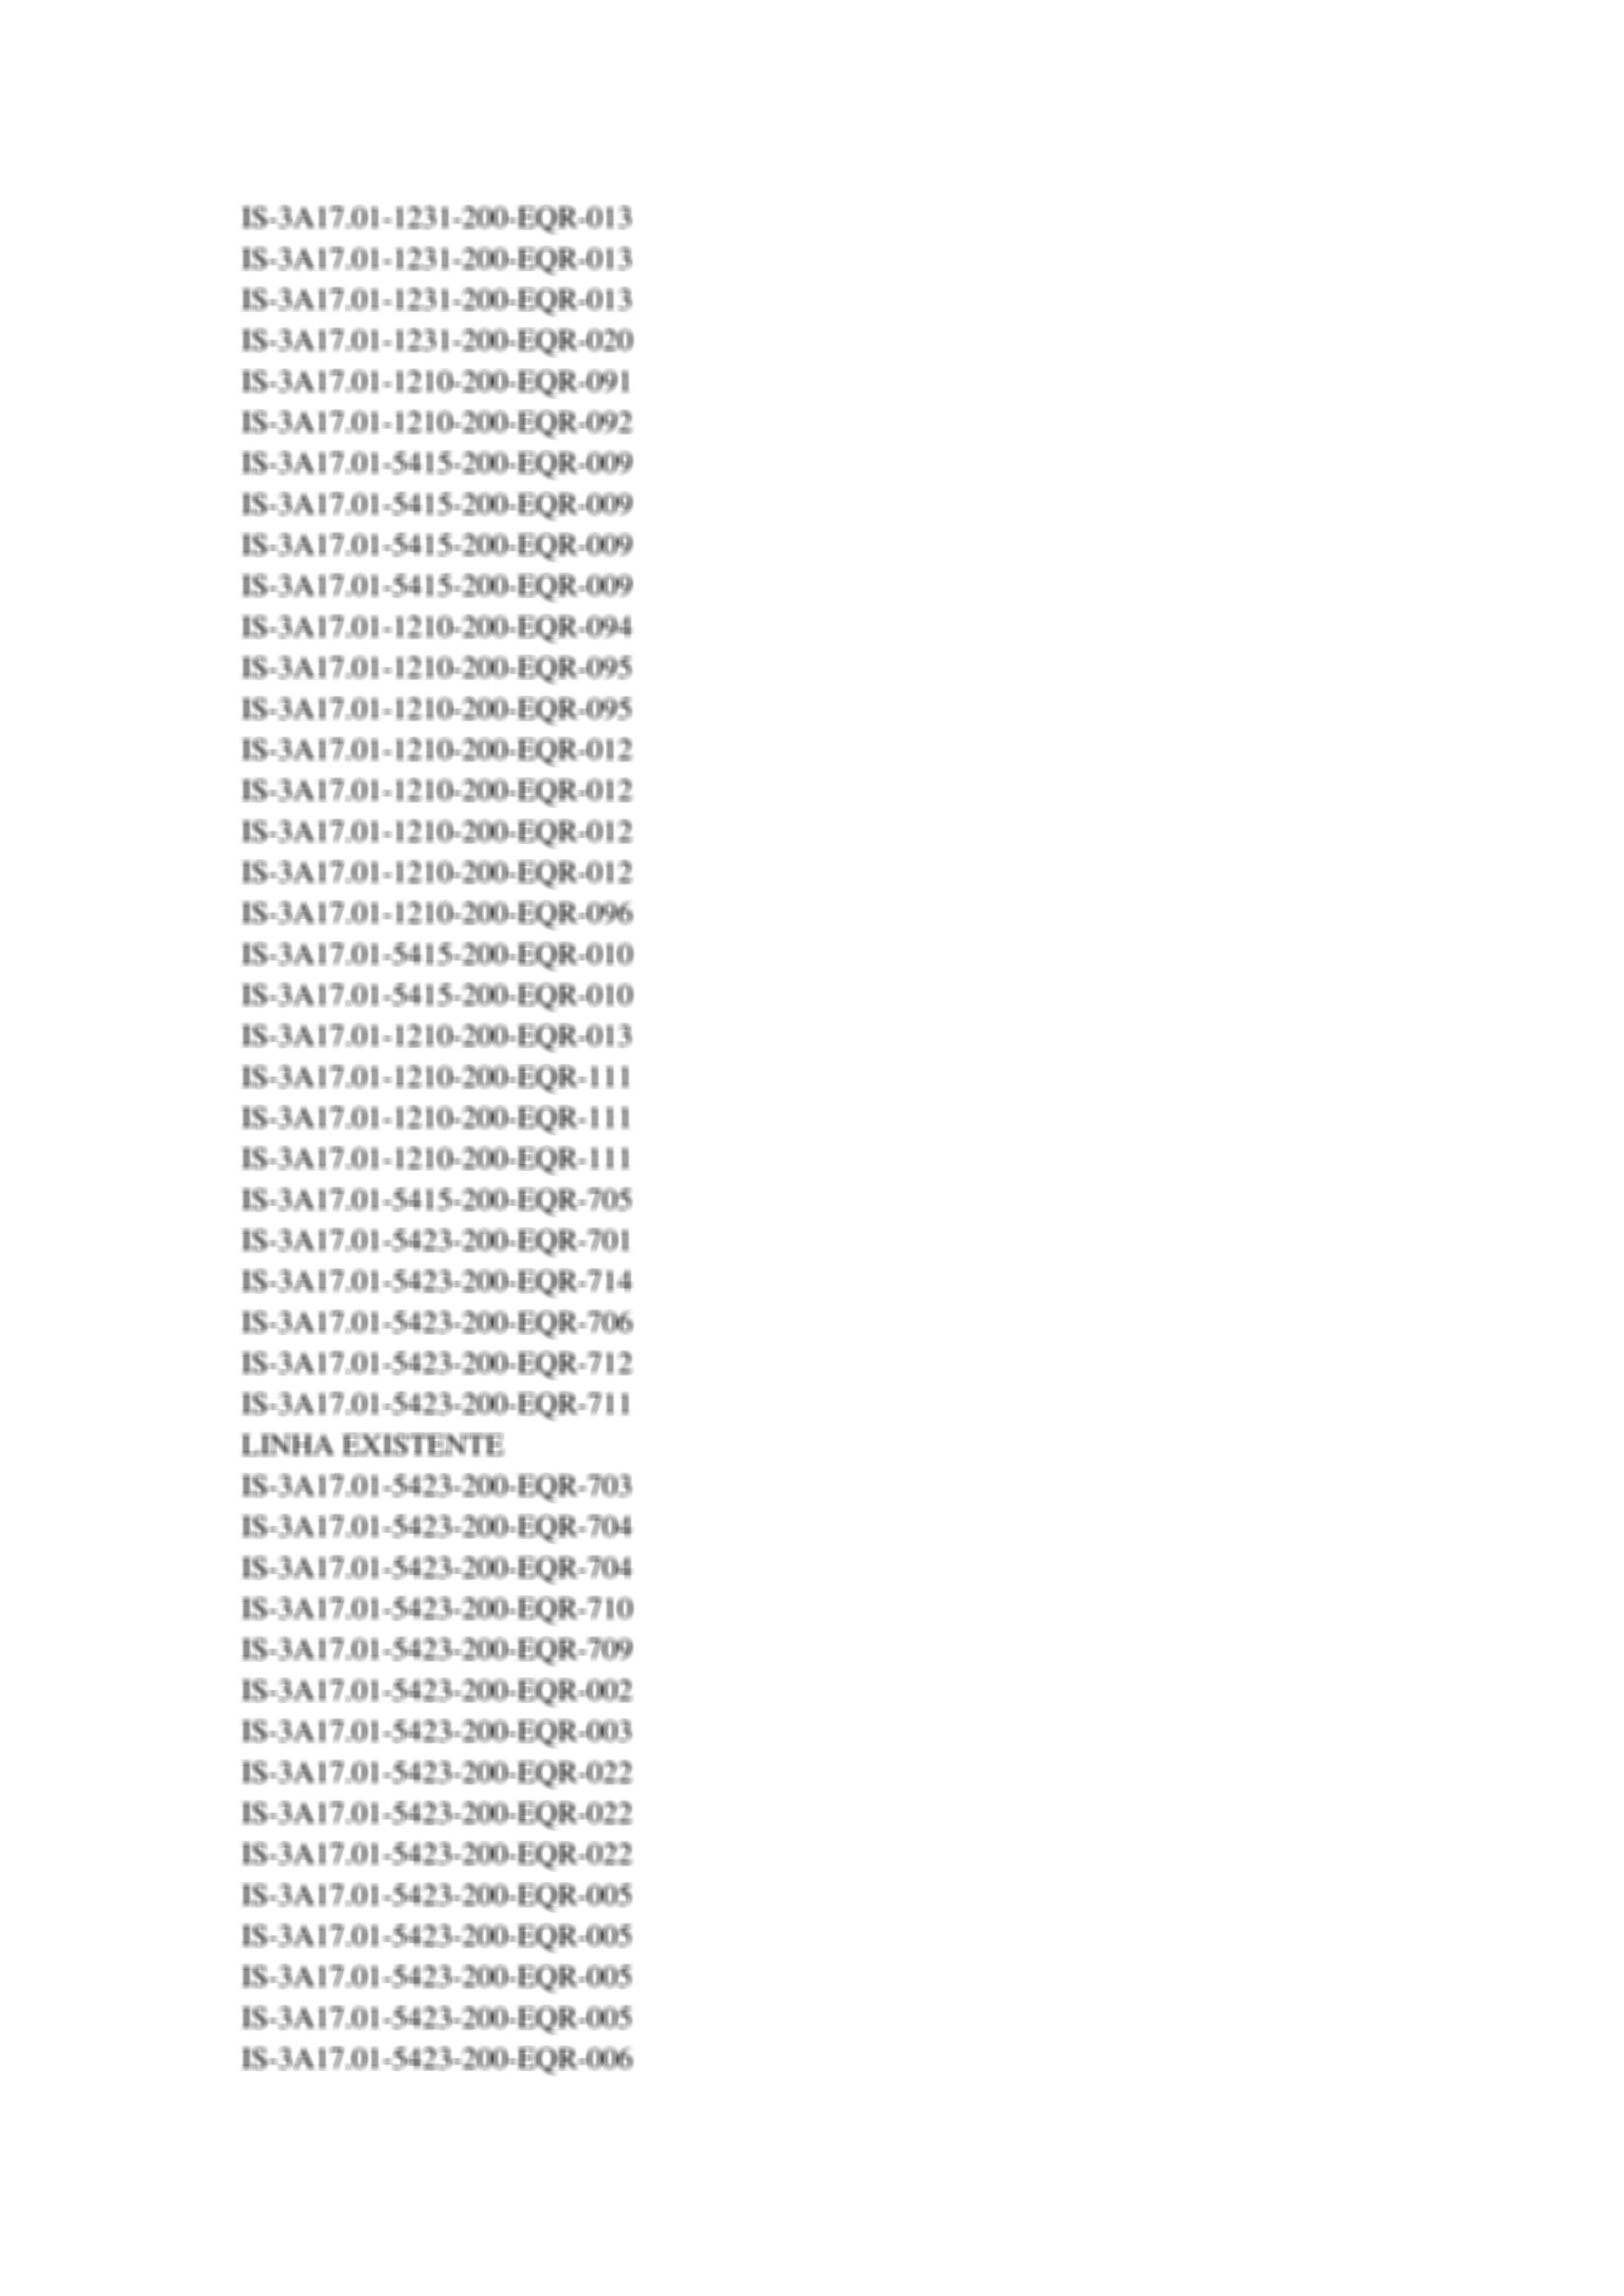 IS-3A17.01-1231-200-EQR-013
IS-3A17.01-1231-200-EQR-013
IS-3A17.01-1231-200-EQR-013
IS-3A17.01-1231-200-EQR-020
IS-3A17.01-1210-200-EQR-091
IS-3A17.01-1210-200-EQR-092
IS-3A17.01-5415-200-EQR-009
IS-3A17.01-5415-200-EQR-009
IS-3A17.01-5415-200-EQR-009
IS-3A17.01-5415-200-EQR-009
IS-3A17.01-1210-200-EQR-094
IS-3A17.01-1210-200-EQR-095
IS-3A17.01-1210-200-EQR-095
IS-3A17.01-1210-200-EQR-012
IS-3A17.01-1210-200-EQR-012
IS-3A17.01-1210-200-EQR-012
IS-3A17.01-1210-200-EQR-012
IS-3A17.01-1210-200-EQR-096
IS-3A17.01-5415-200-EQR-010
IS-3A17.01-5415-200-EQR-010
IS-3A17.01-1210-200-EQR-013
IS-3A17.01-1210-200-EQR-111
IS-3A17.01-1210-200-EQR-111
IS-3A17.01-1210-200-EQR-111
IS-3A17.01-5415-200-EQR-705
IS-3A17.01-5423-200-EQR-701
IS-3A17.01-5423-200-EQR-714
IS-3A17.01-5423-200-EQR-706
IS-3A17.01-5423-200-EQR-712
IS-3A17.01-5423-200-EQR-711
LINHA EXISTENTE
IS-3A17.01-5423-200-EQR-703
IS-3A17.01-5423-200-EQR-704
IS-3A17.01-5423-200-EQR-704
IS-3A17.01-5423-200-EQR-710
IS-3A17.01-5423-200-EQR-709
IS-3A17.01-5423-200-EQR-002
IS-3A17.01-5423-200-EQR-003
IS-3A17.01-5423-200-EQR-022
IS-3A17.01-5423-200-EQR-022
IS-3A17.01-5423-200-EQR-022
IS-3A17.01-5423-200-EQR-005
IS-3A17.01-5423-200-EQR-005
IS-3A17.01-5423-200-EQR-005
IS-3A17.01-5423-200-EQR-005
IS-3A17.01-5423-200-EQR-006